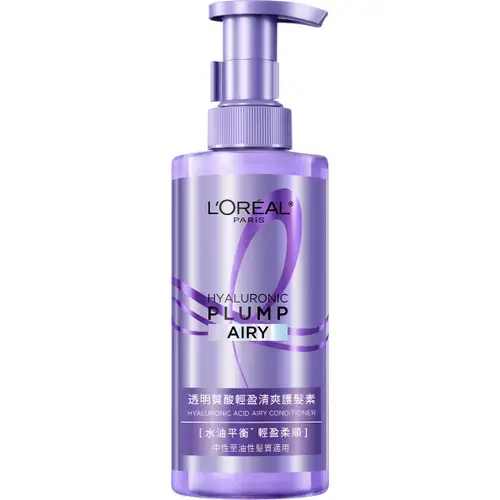 L'ORÉAL®
PARIS
HYALURONIC
PLUMP
AIRY
透明質酸輕盈清爽護髮素
HYALURONIC ACID AIRY CONDITIONER
[水油平衡* 輕盈柔順]
中性至油性髮質適用